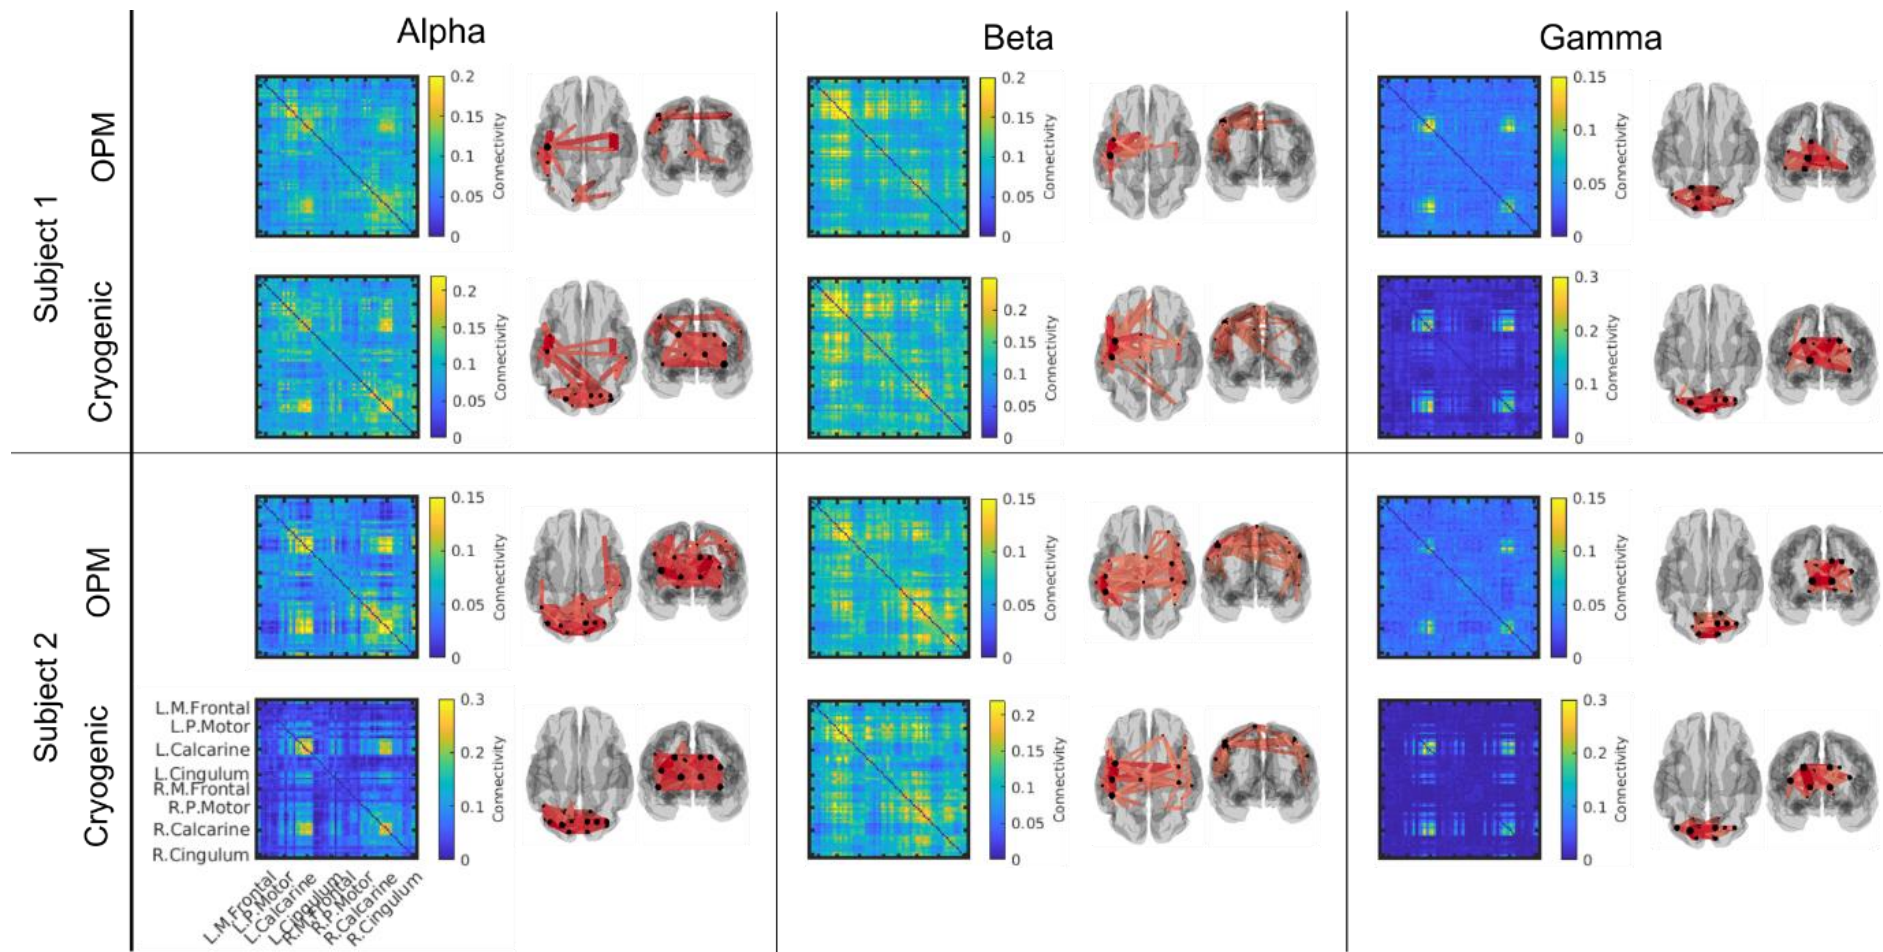 Alpha
Beta
Gamma
Subject 1
OPM
0.2
0.15
0.1
0.05
0
Connectivity
0.2
0.15
0.1
0.05
0
Connectivity
0.15
0.1
0.05
0
Connectivity
Cryogenic
0.2
0.15
0.1
0.05
0
Connectivity
0.2
0.15
0.1
0.05
0
Connectivity
0.3
0.2
0.1
0
Connectivity
Subject 2
OPM
0.15
0.1
0.05
0
Connectivity
0.15
0.1
0.05
0
Connectivity
0.15
0.1
0.05
0
Connectivity
Cryogenic
L.M.Frontal
L.P.Motor
L.Calcarine
L.Cingulum
R.M.Frontal
R.P.Motor
R.Calcarine
R.Cingulum
L.M.Frontal
L.P.Motor
L.Calcarine
L.Cingulum
R.M.Frontal
R.P.Motor
R.Calcarine
R.Cingulum
0.3
0.2
0.1
0
Connectivity
0.2
0.15
0.1
0.05
0
Connectivity
0.3
0.2
0.1
0
Connectivity